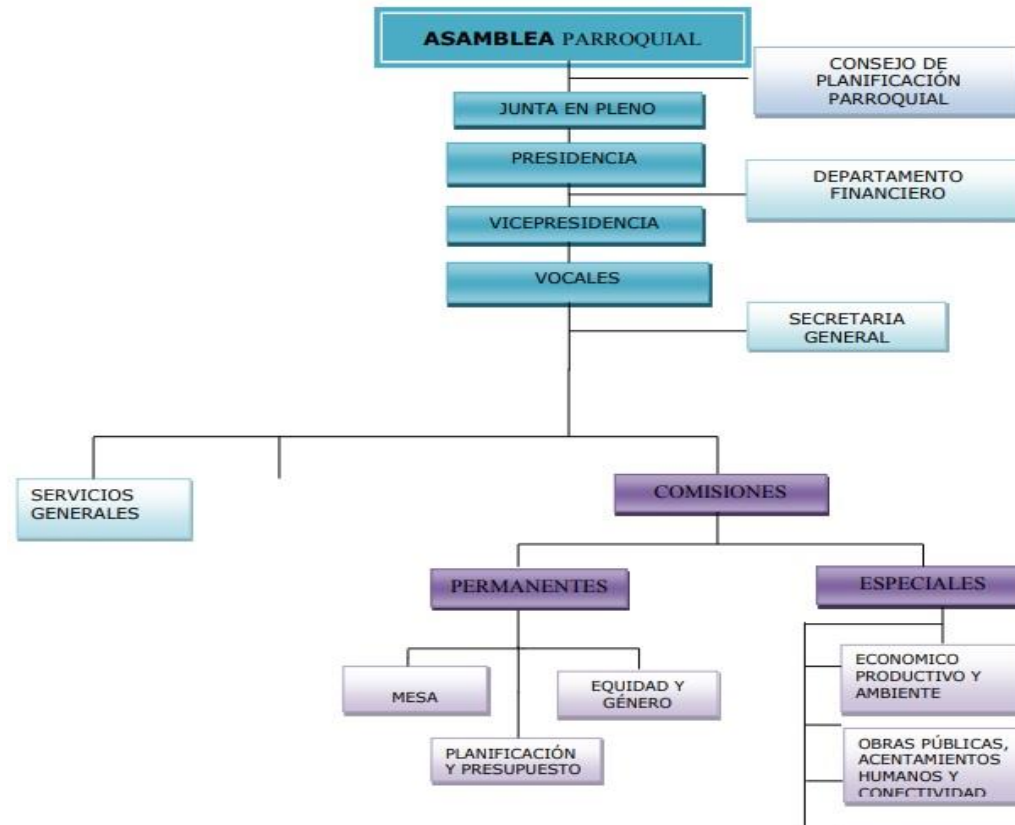 ASAMBLEA PARROQUIAL
CONSEJO DE
PLANIFICACIÓN
PARROQUIAL
JUNTA EN PLENO
PRESIDENCIA
DEPARTAMENTO
FINANCIERO
VICEPRESIDENCIA
VOCALES
SECRETARIA
GENERAL
SERVICIOS
GENERALES
COMISIONES
PERMANENTES
ESPECIALES
MESA
EQUIDAD Y
GÉNERO
PLANIFICACIÓN
Y PRESUPUESTO
ECONOMICO
PRODUCTIVO Y
AMBIENTE
OBRAS PÚBLICAS,
ACENTAMIENTOS
HUMANOS Y
CONECTIVIDAD